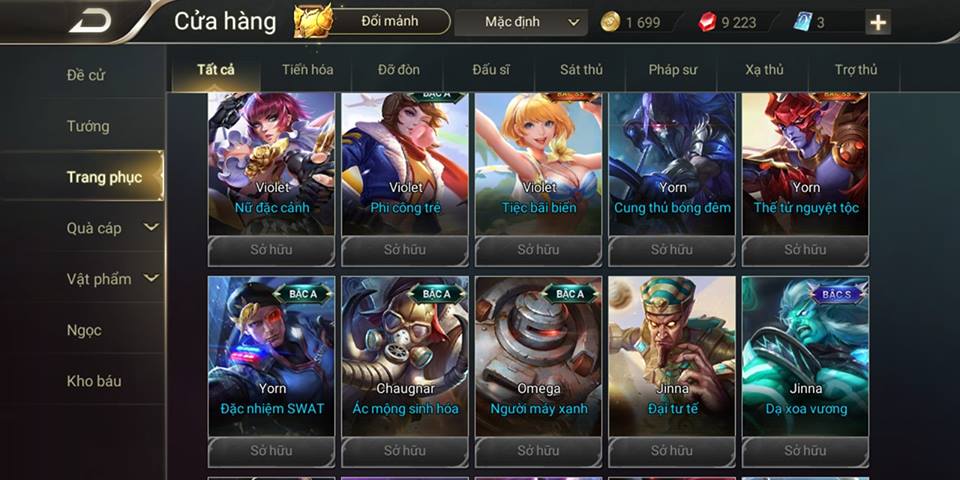 Cửa hàng
Đổi mảnh
Mặc định
1 699
9 223
3
Đề cử
Tướng
Trang phục
Quà cáp
Vật phẩm
Ngọc
Kho báu
Tất cả
Tiến hóa
Đỡ đòn
Đấu sĩ
Sát thủ
Pháp sư
Xạ thủ
Trợ thủ
Violet
Nữ đặc cảnh
Sở hữu
BẬC A
Violet
Phi công trẻ
Sở hữu
BẬC SS
Violet
Tiệc bãi biển
Sở hữu
Yorn
Cung thủ bóng đêm
Sở hữu
BẬC SS
Yorn
Thế tử nguyệt tộc
Sở hữu
BẬC A
Yorn
Đặc nhiệm SWAT
Sở hữu
BẬC A
Chaugnar
Ác mộng sinh hóa
Sở hữu
BẬC A
Omega
Người máy xanh
Sở hữu
Jinna
Đại tư tế
Sở hữu
BẬC S
Jinna
Dạ xoa vương
Sở hữu